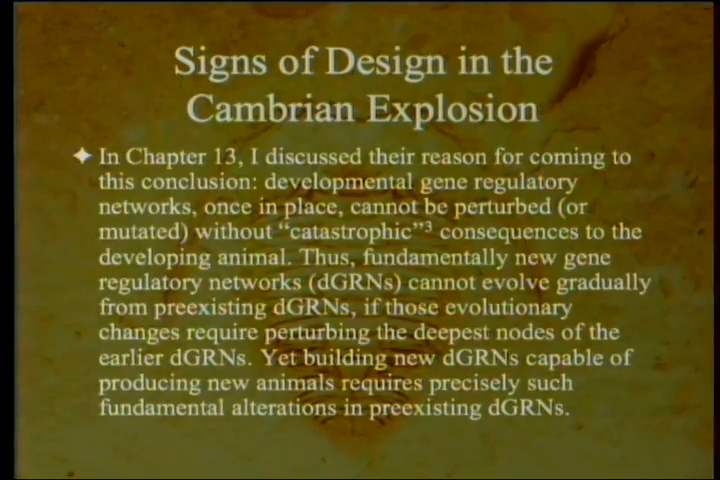 Signs of Design in the
Cambrian Explosion
✦ In Chapter 13, I discussed their reason for coming to
this conclusion: developmental gene regulatory
networks, once in place, cannot be perturbed (or
mutated) without “catastrophic”³ consequences to the
developing animal. Thus, fundamentally new gene
regulatory networks (dGRNs) cannot evolve gradually
from preexisting dGRNs, if those evolutionary
changes require perturbing the deepest nodes of the
earlier dGRNs. Yet building new dGRNs capable of
producing new animals requires precisely such
fundamental alterations in preexisting dGRNs.